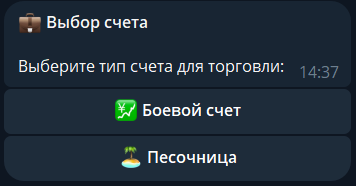 Выбор счета
Выберите тип счета для торговли:
14:37
Боевой счет
Песочница